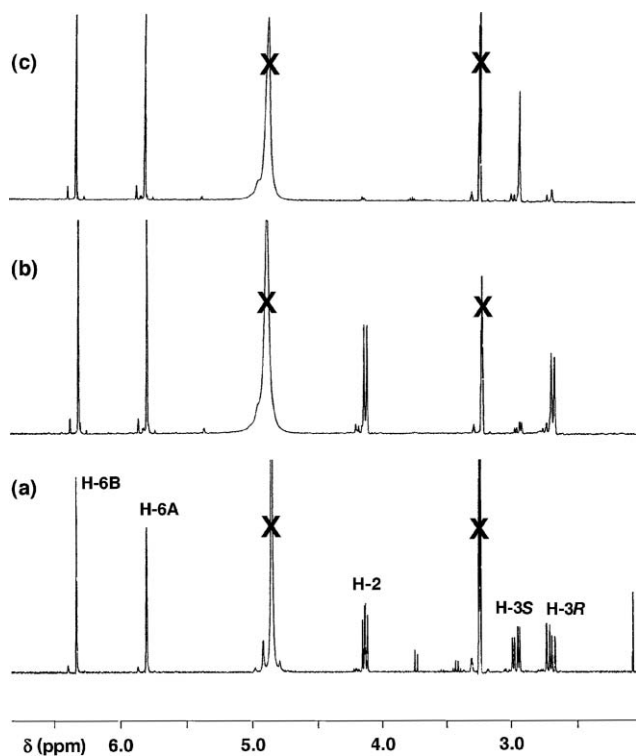 (c)
X X
(b)
X X
(a)
H-6B
H-6A
X X
H-2
H-3S
H-3R
δ (ppm) 6.0 5.0 4.0 3.0